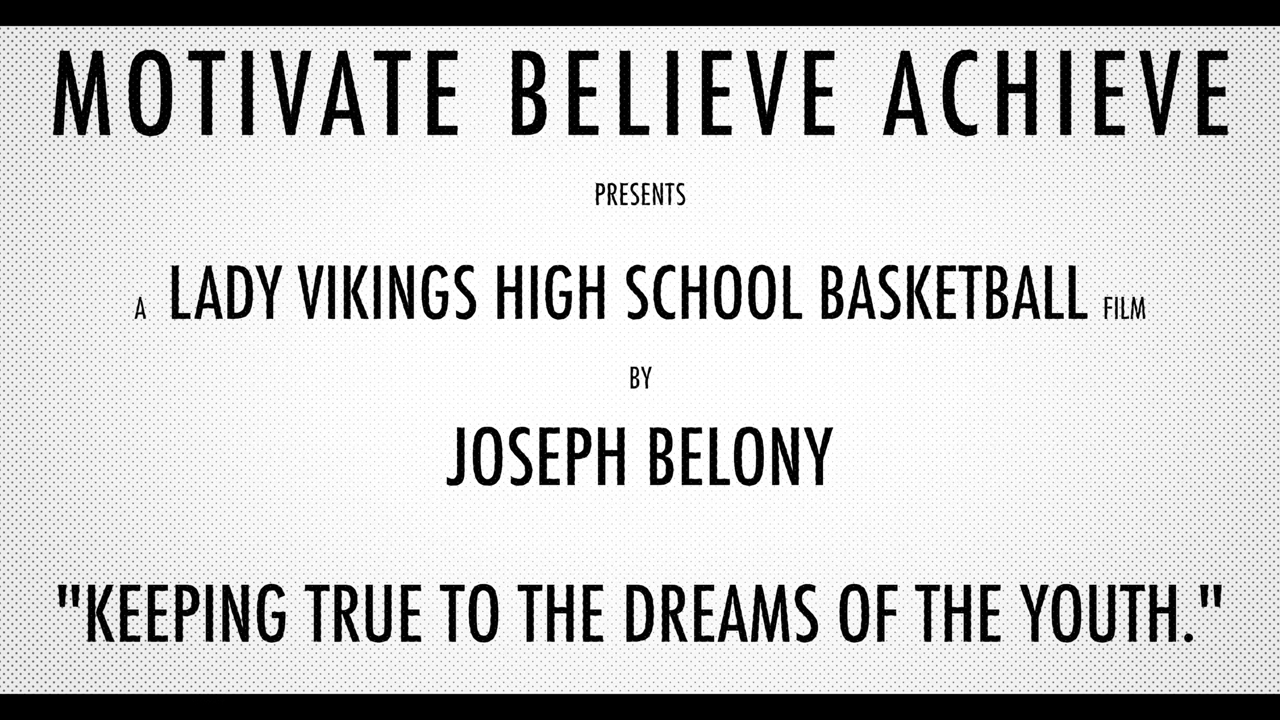 MOTIVATE BELIEVE ACHIEVE
PRESENTS
A LADY VIKINGS HIGH SCHOOL BASKETBALL FILM
BY
JOSEPH BELONY
"KEEPING TRUE TO THE DREAMS OF THE YOUTH."